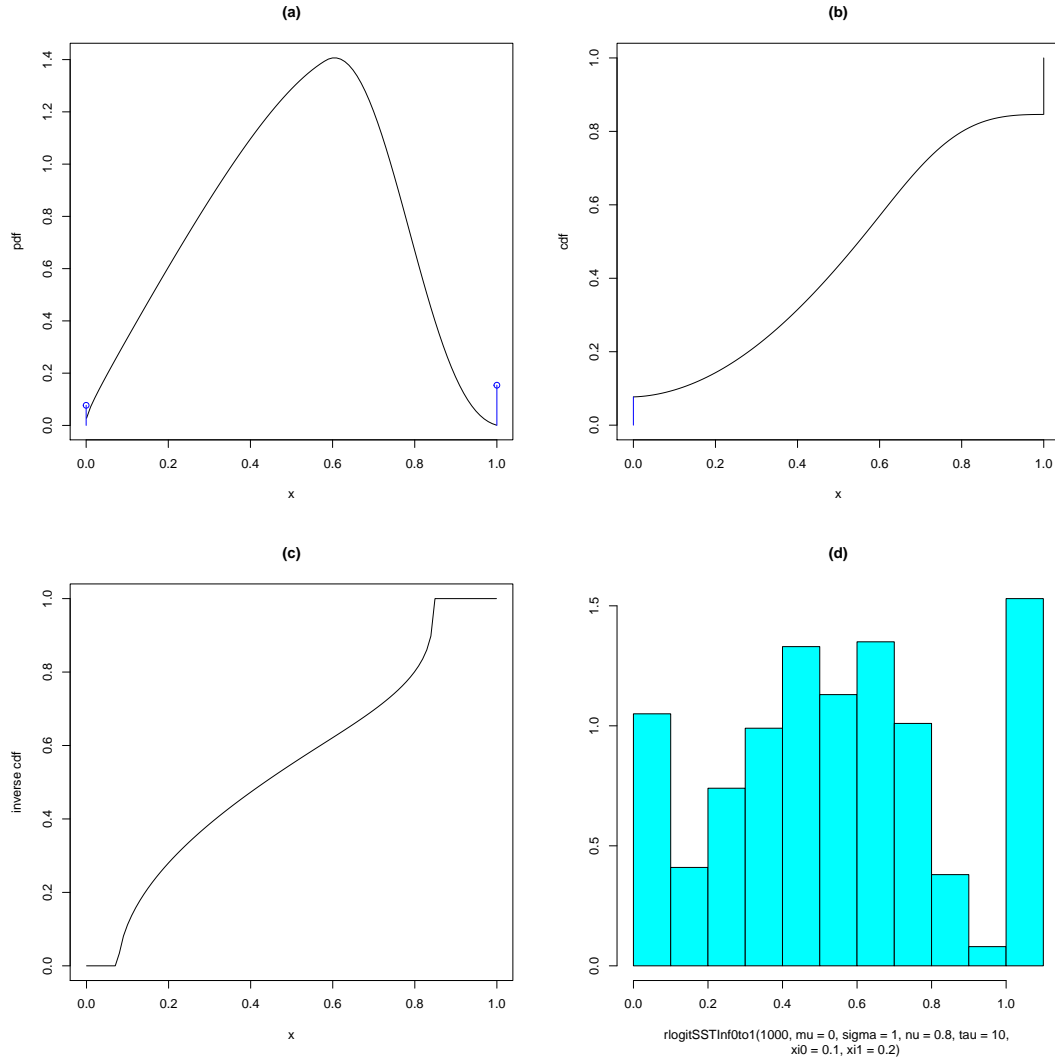 (a)
pdf
0.0 0.2 0.4 0.6 0.8 1.0 1.2 1.4
0.0 0.2 0.4 0.6 0.8 1.0
x
(b)
cdf
0.0 0.2 0.4 0.6 0.8 1.0
0.0 0.2 0.4 0.6 0.8 1.0
x
(c)
inverse cdf
0.0 0.2 0.4 0.6 0.8 1.0
0.0 0.2 0.4 0.6 0.8 1.0
x
(d)
0.0 0.5 1.0 1.5
0.0 0.2 0.4 0.6 0.8 1.0
rlogitSSTInf0to1(1000, mu = 0, sigma = 1, nu = 0.8, tau = 10,
xi0 = 0.1, xi1 = 0.2)